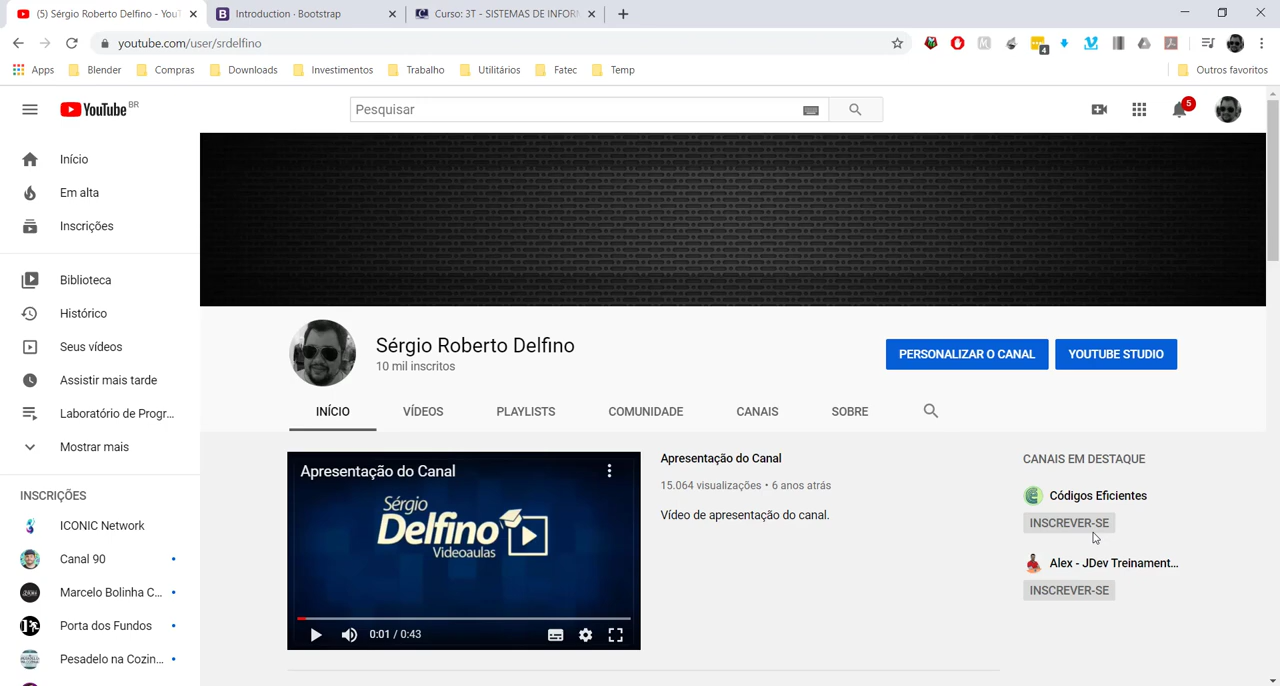 (5) Sérgio Roberto Delfino - YouT
Introduction · Bootstrap
Curso: 3T - SISTEMAS DE INFORM
youtube.com/user/srdelfino
4
Apps
Blender
Compras
Downloads
Investimentos
Trabalho
Utilitários
Fatec
Temp
Outros favoritos
YouTube BR
Pesquisar
5
Início
Em alta
Inscrições
Biblioteca
Histórico
Seus vídeos
Assistir mais tarde
Laboratório de Progr...
Mostrar mais
INSCRIÇÕES
ICONIC Network
Canal 90
Marcelo Bolinha C...
Porta dos Fundos
Pesadelo na Cozin...
Sérgio Roberto Delfino
10 mil inscritos
PERSONALIZAR O CANAL
YOUTUBE STUDIO
INÍCIO
VÍDEOS
PLAYLISTS
COMUNIDADE
CANAIS
SOBRE
Apresentação do Canal
Sérgio
Delfino
Videoaulas
0:01 / 0:43
Apresentação do Canal
15.064 visualizações • 6 anos atrás
Vídeo de apresentação do canal.
CANAIS EM DESTAQUE
Códigos Eficientes
INSCREVER-SE
Alex - JDev Treinament...
INSCREVER-SE